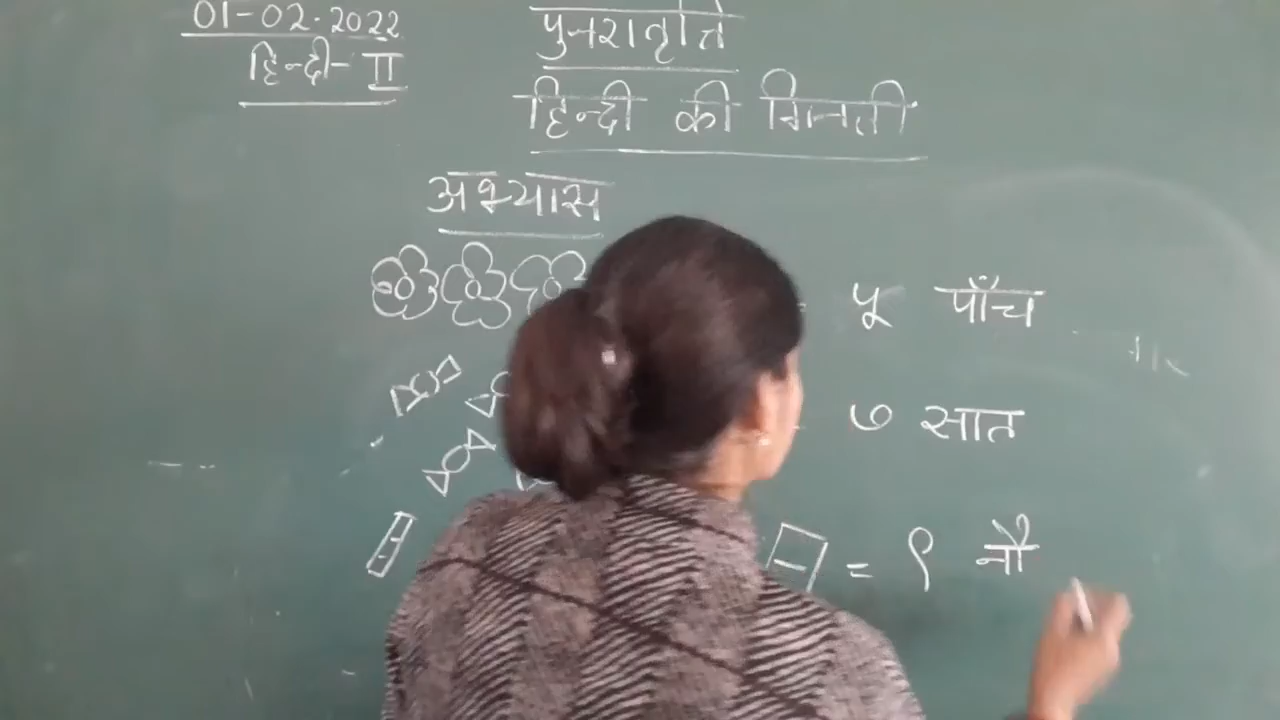 01-02-2022
हिन्दी-II
पुनरावृत्ति
हिन्दी की गिनती
अभ्यास
५ पाँच
७ सात
= ९ नौ